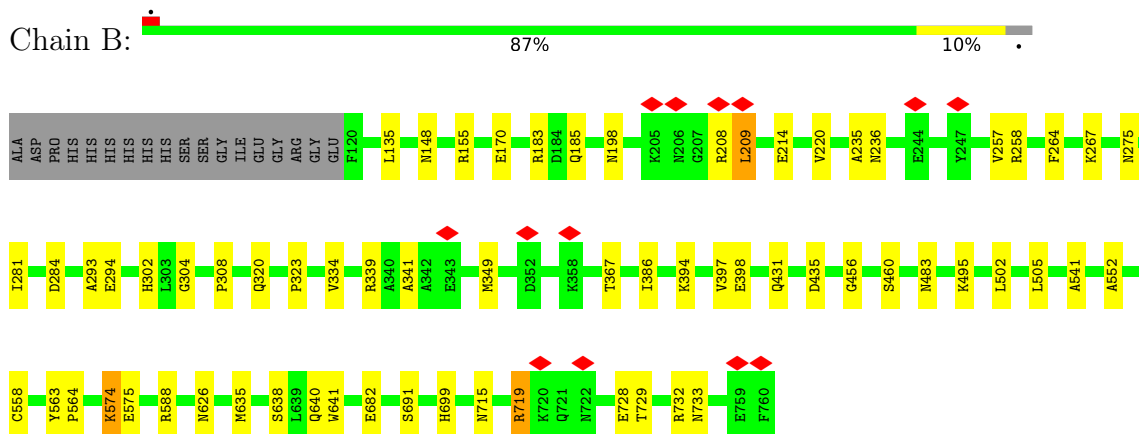 Chain B:
87% 10%
ALA ASP PRO HIS HIS HIS HIS HIS HIS SER SER GLY ILE GLU GLY ARG GLY GLU F120 L135 N148 R155 E170 R183 D184 Q185 N198 K205 N206 G207 R208 L209 E214 V220 A235 N236 E244 Y247 V257 R258 F264 K267 N275
I281 D284 A293 E294 H302 L303 G304 P308 Q320 P323 V334 R339 A340 A341 A342 E343 M349 D352 K358 T367 I386 K394 V397 E398 Q431 D435 G456 S460 N483 K495 L502 L505 A541 A552
C558 Y563 P564 K574 E575 R588 N626 M635 S638 L639 Q640 W641 E682 S691 H699 N715 R719 K720 Q721 N722 E728 T729 R732 N733 E759 F760